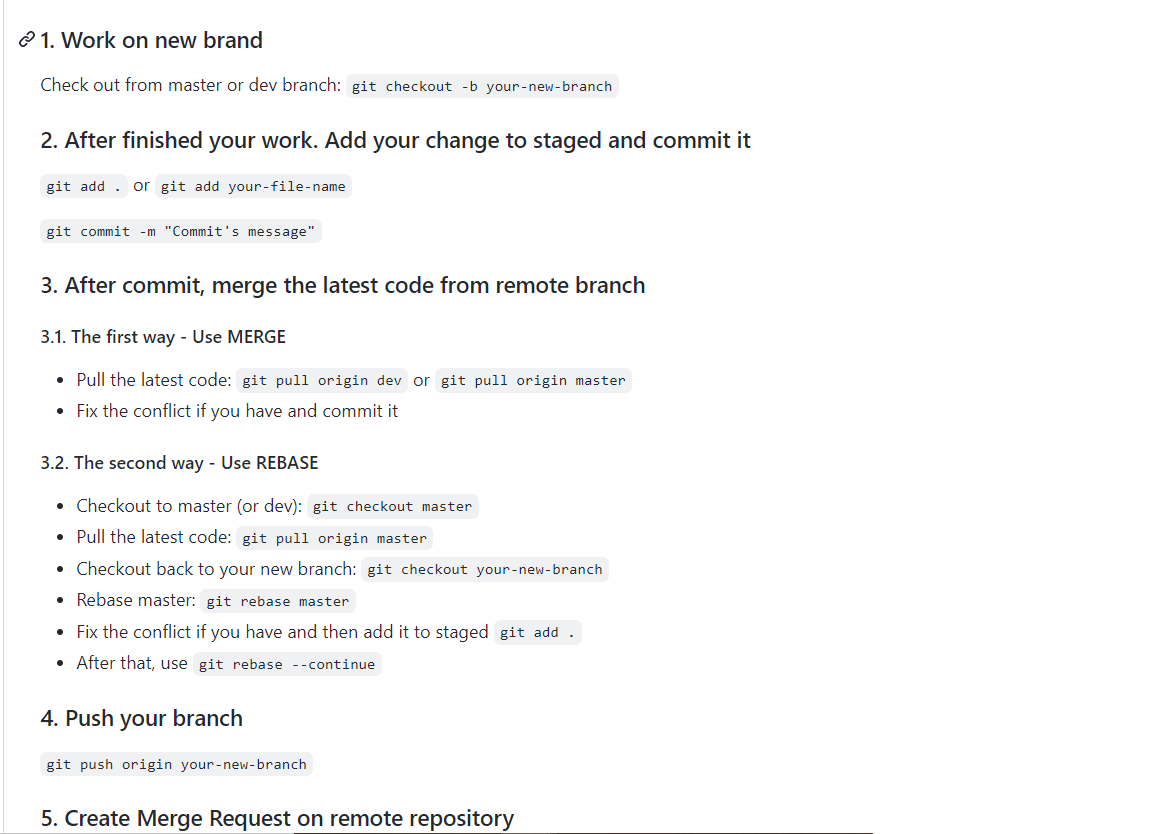 1. Work on new brand
Check out from master or dev branch: git checkout -b your-new-branch
2. After finished your work. Add your change to staged and commit it
git add . or git add your-file-name
git commit -m "Commit's message"
3. After commit, merge the latest code from remote branch
3.1. The first way - Use MERGE
• Pull the latest code: git pull origin dev or git pull origin master
• Fix the conflict if you have and commit it
3.2. The second way - Use REBASE
• Checkout to master (or dev): git checkout master
• Pull the latest code: git pull origin master
• Checkout back to your new branch: git checkout your-new-branch
• Rebase master: git rebase master
• Fix the conflict if you have and then add it to staged git add .
• After that, use git rebase --continue
4. Push your branch
git push origin your-new-branch
5. Create Merge Request on remote repository